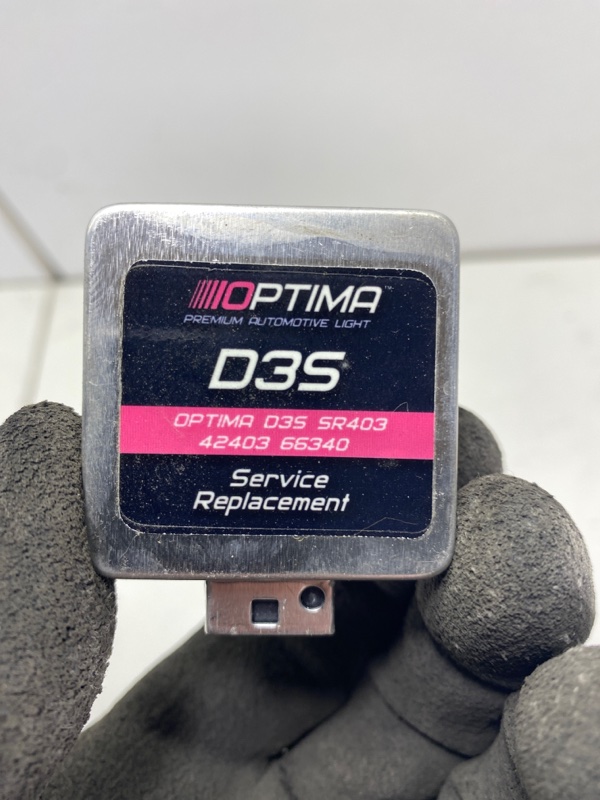 OPTIMA
PREMIUM AUTOMOTIVE LIGHT
D3S
OPTIMA D3S SR403
42403 66340
Service
Replacement